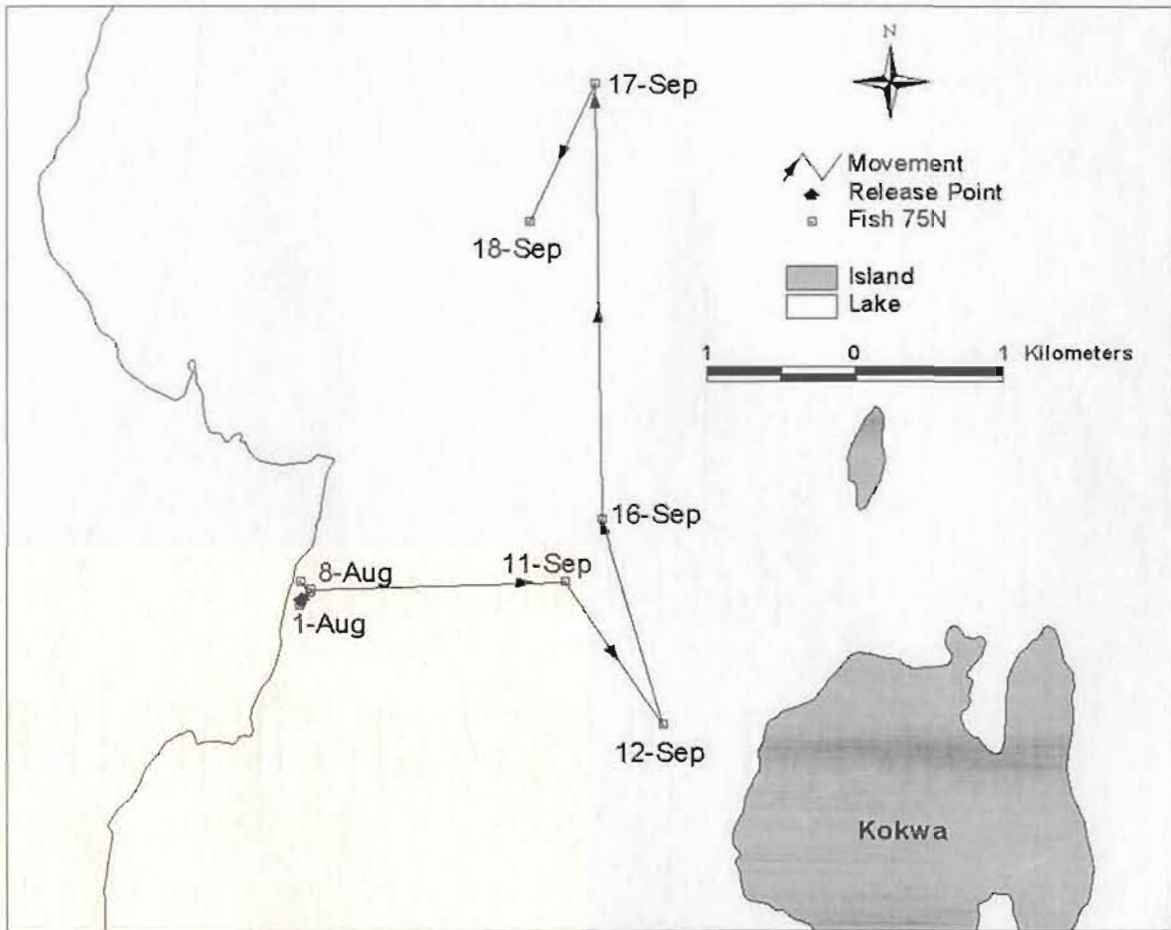 N
17-Sep
Movement
Release Point
Fish 75N
18-Sep
Island
Lake
1 0 1 Kilometers
16-Sep
11-Sep
8-Aug
1-Aug
12-Sep
Kokwa